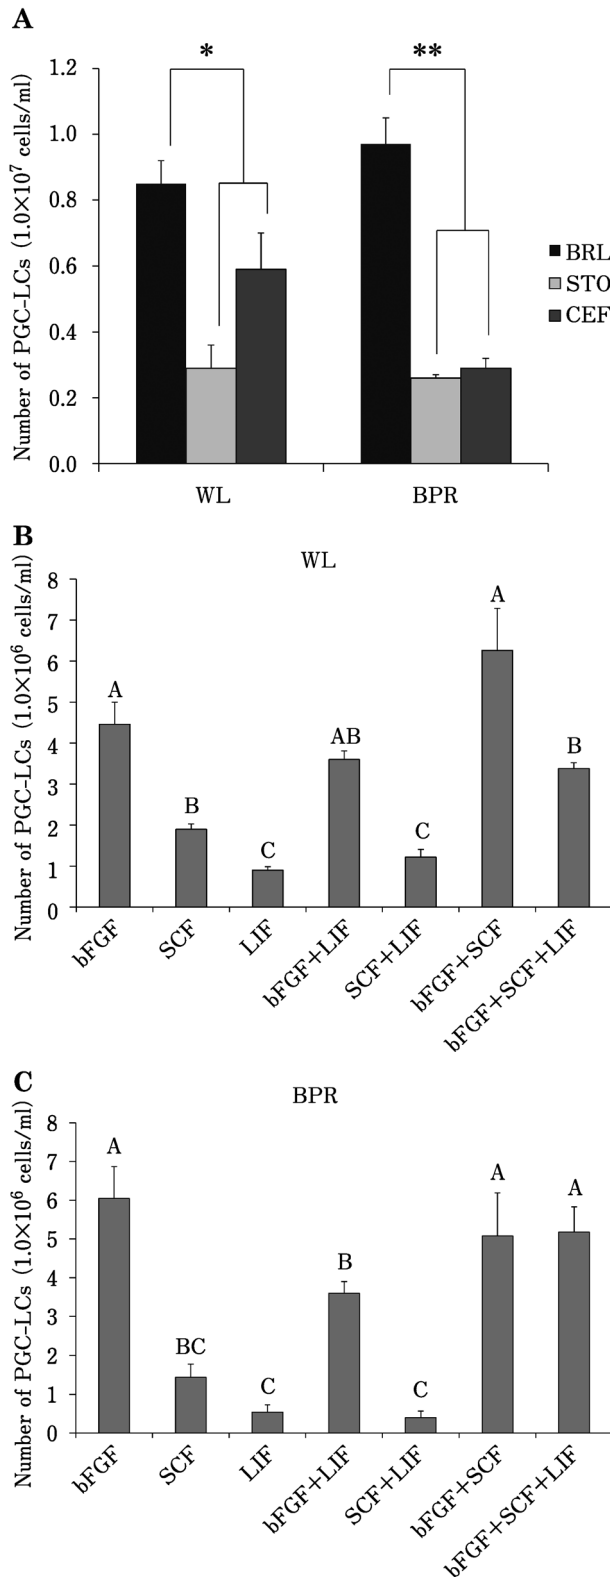 A
* **
Number of PGC-LCs (1.0×10⁷ cells/ml)
1.2
1.0
0.8
0.6
0.4
0.2
0.0
WL BPR
BRL
STO
CEF
B
WL
Number of PGC-LCs (1.0×10⁶ cells/ml)
8
7
6
5
4
3
2
1
0
A B C AB C A B
bFGF SCF LIF bFGF+LIF SCF+LIF bFGF+SCF bFGF+SCF+LIF
C
BPR
Number of PGC-LCs (1.0×10⁶ cells/ml)
8
7
6
5
4
3
2
1
0
A BC C B C A A
bFGF SCF LIF bFGF+LIF SCF+LIF bFGF+SCF bFGF+SCF+LIF